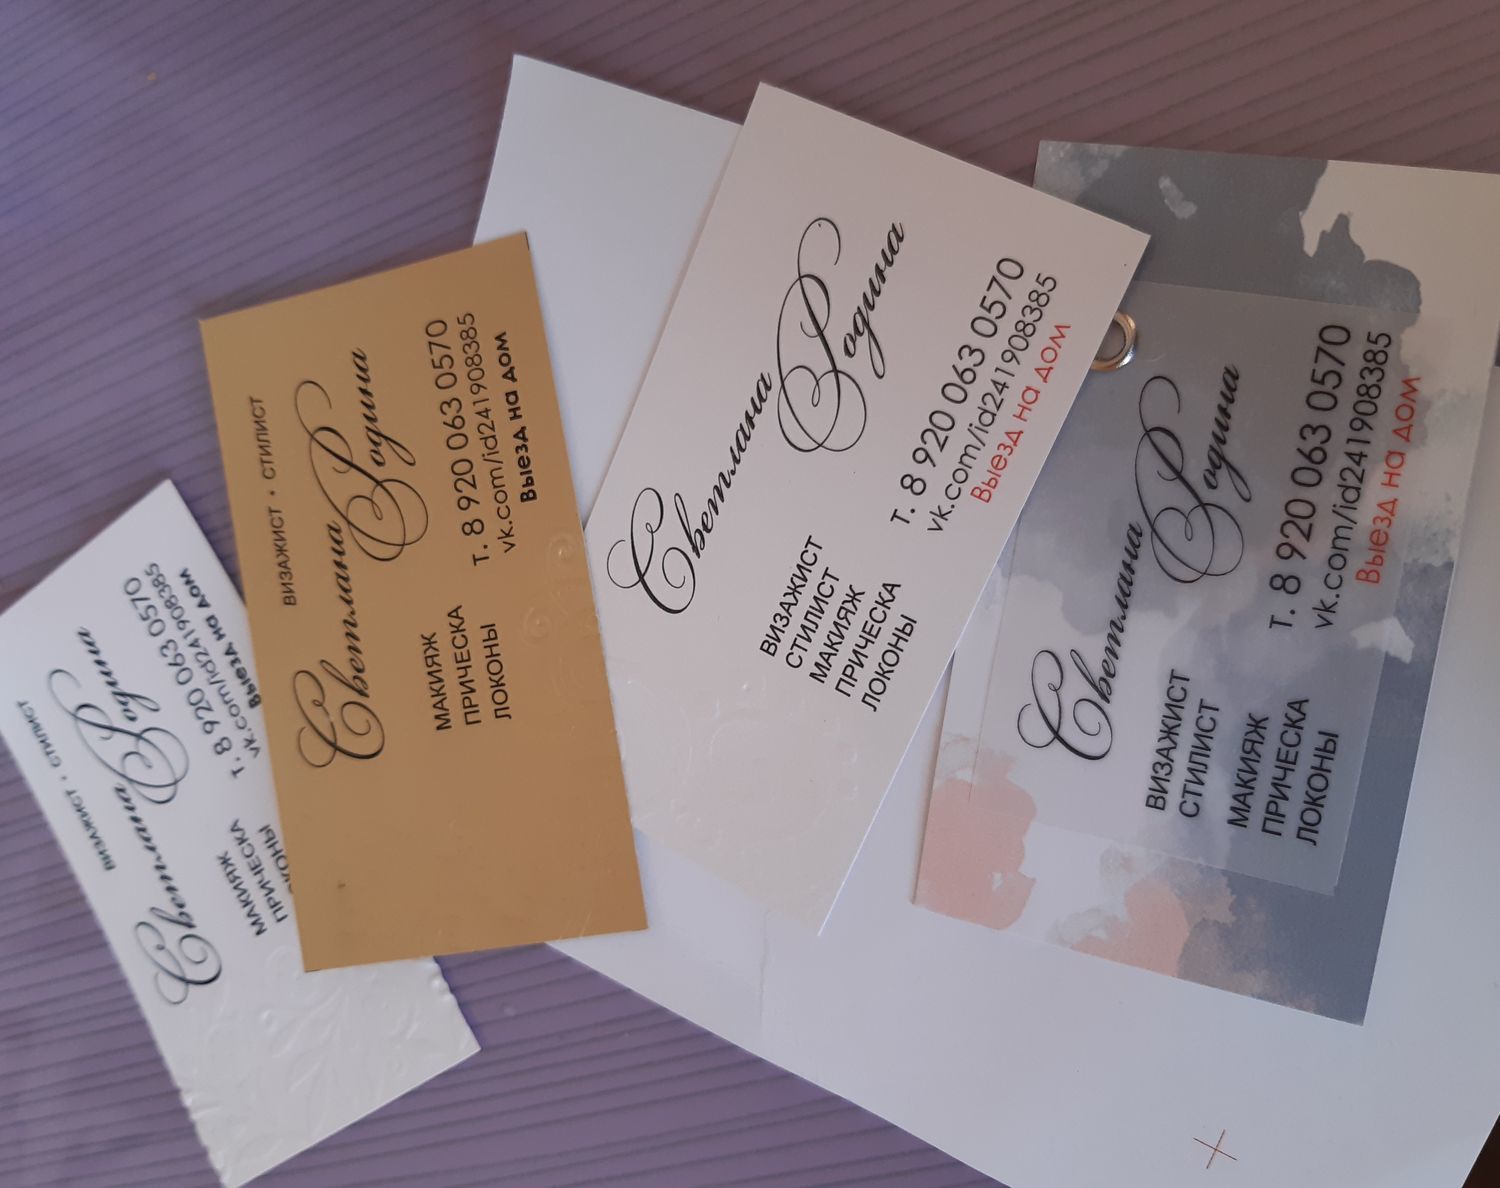 ВИЗАЖИСТ • СТИЛИСТ
Светлана Родина
МАКИЯЖ
ПРИЧЕСКА
ЛОКОНЫ
т. 8 920 063 0570
vk.com/id241908385
Выезд на дом
ВИЗАЖИСТ • СТИЛИСТ
Светлана Родина
МАКИЯЖ
ПРИЧЕСКА
ЛОКОНЫ
т. 8 920 063 0570
vk.com/id241908385
Выезд на дом
Светлана Родина
ВИЗАЖИСТ
СТИЛИСТ
МАКИЯЖ
ПРИЧЕСКА
ЛОКОНЫ
т. 8 920 063 0570
vk.com/id241908385
Выезд на дом
Светлана Родина
ВИЗАЖИСТ
СТИЛИСТ
МАКИЯЖ
ПРИЧЕСКА
ЛОКОНЫ
т. 8 920 063 0570
vk.com/id241908385
Выезд на дом